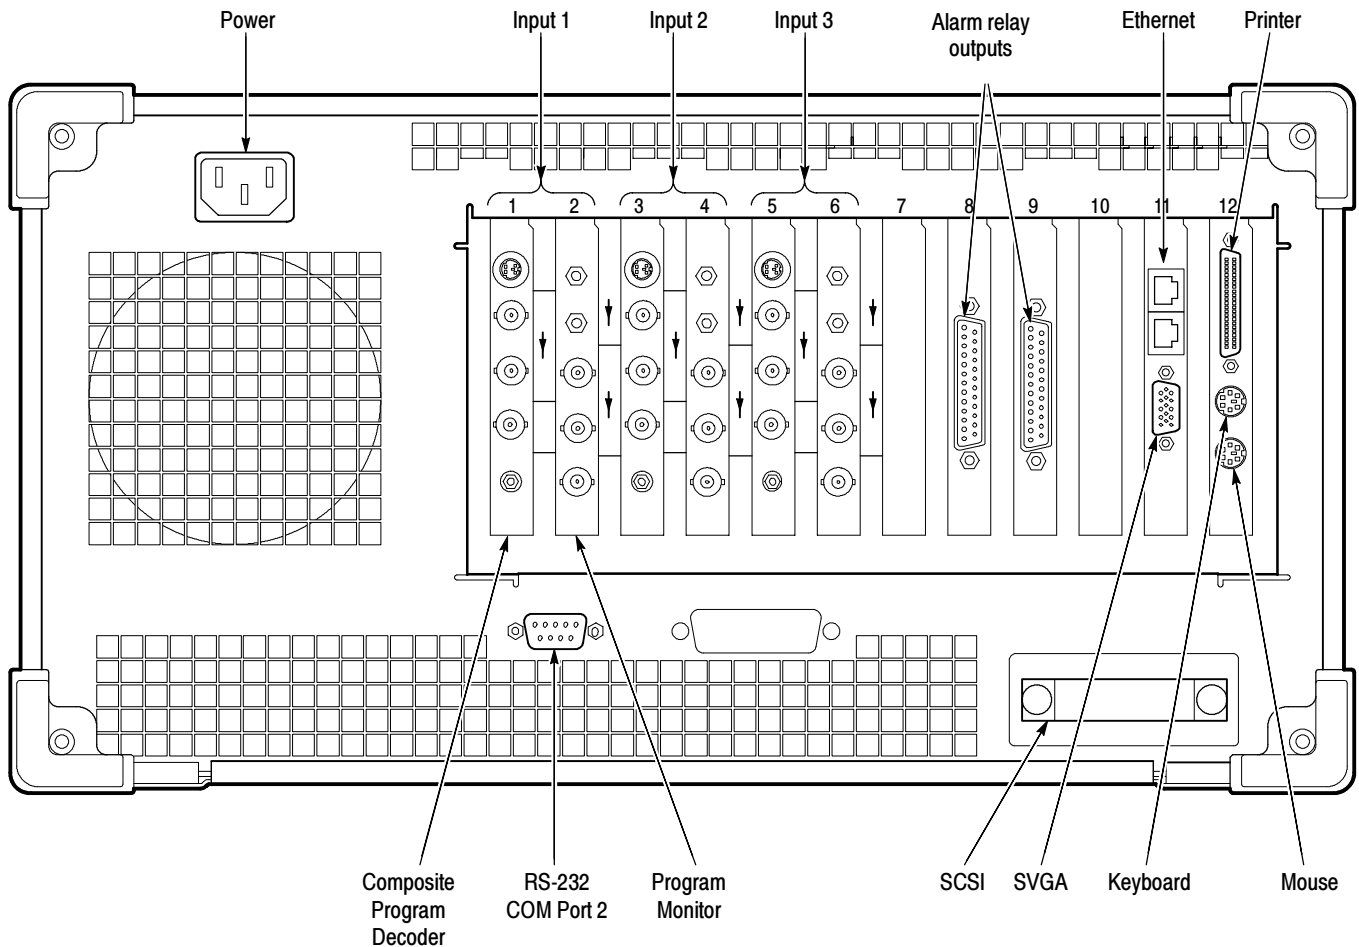 Power
Input 1
Input 2
Input 3
Alarm relay
outputs
Ethernet
Printer
1 2 3 4 5 6 7 8 9 10 11 12
Composite
Program
Decoder
RS-232
COM Port 2
Program
Monitor
SCSI
SVGA
Keyboard
Mouse